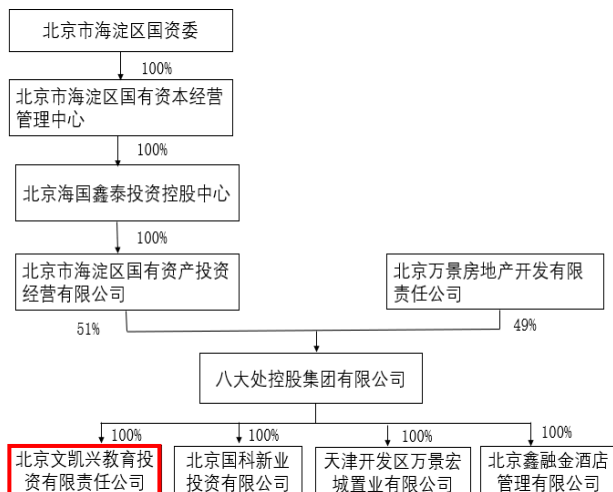 北京市海淀区国资委
100%
北京市海淀区国有资本经营
管理中心
100%
北京海国鑫泰投资控股中心
100%
北京市海淀区国有资产投资
经营有限公司
北京万景房地产开发有限
责任公司
51%
49%
八大处控股集团有限公司
100%
100%
100%
100%
北京文凯兴教育投
资有限责任公司
北京国科新业
投资有限公司
天津开发区万景宏
城置业有限公司
北京鑫融金酒店
管理有限公司